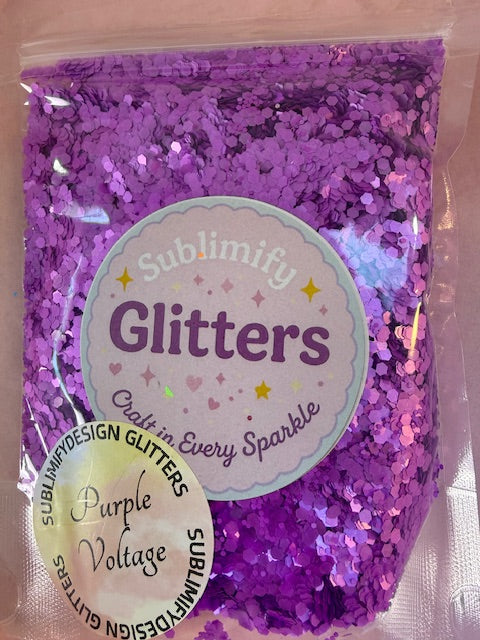 Sublimify
Glitters
Craft in Every Sparkle
SUBLIMIFYDESIGN GLITTERS
Purple
Voltage
SUBLIMIFYDESIGN GLITTERS